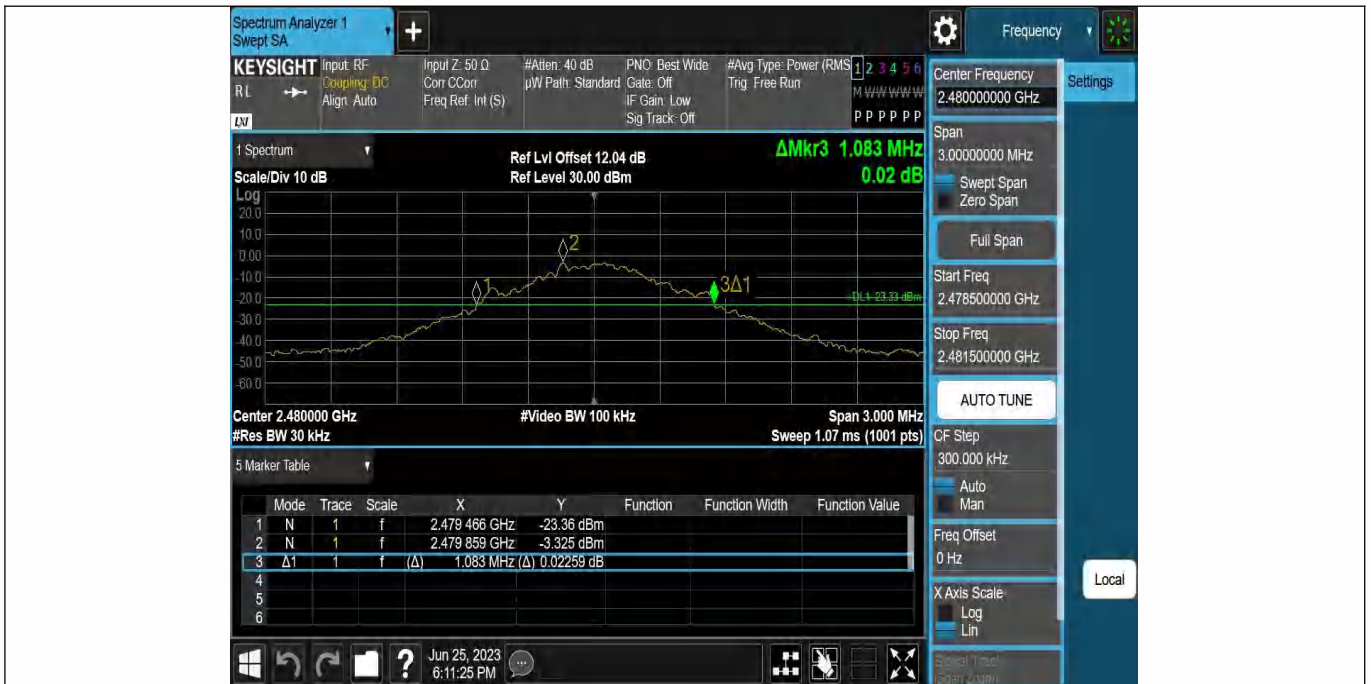 Spectrum Analyzer 1
Swept SA
+
Frequency
KEYSIGHT
RL
LXI
Input: RF
Coupling: DC
Align: Auto
Input Z: 50 Ω
Corr CCorr
Freq Ref: Int (S)
#Atten: 40 dB
µW Path: Standard
PNO: Best Wide
Gate: Off
IF Gain: Low
Sig Track: Off
#Avg Type: Power (RMS
Trig: Free Run
1 2 3 4 5 6
M W W W W W
P P P P P P
1 Spectrum
Scale/Div 10 dB
Ref Lvl Offset 12.04 dB
Ref Level 30.00 dBm
ΔMkr3 1.083 MHz
0.02 dB
Log
20.0
10.0
0.00
-10.0
-20.0
-30.0
-40.0
-50.0
-60.0
1
2
3Δ1
DL1 -23.33 dBm
Center 2.480000 GHz
#Video BW 100 kHz
Span 3.000 MHz
#Res BW 30 kHz
Sweep 1.07 ms (1001 pts)
5 Marker Table
Mode Trace Scale X Y Function Function Width Function Value
1 N 1 f 2.479 466 GHz -23.36 dBm
2 N 1 f 2.479 859 GHz -3.325 dBm
3 Δ1 1 f (Δ) 1.083 MHz (Δ) 0.02259 dB
4
5
6
?
Jun 25, 2023
6:11:25 PM
Center Frequency
2.480000000 GHz
Span
3.00000000 MHz
Swept Span
Zero Span
Full Span
Start Freq
2.478500000 GHz
Stop Freq
2.481500000 GHz
AUTO TUNE
CF Step
300.000 kHz
Auto
Man
Freq Offset
0 Hz
X Axis Scale
Log
Lin
Signal Track
(Span Zoom)
Settings
Local